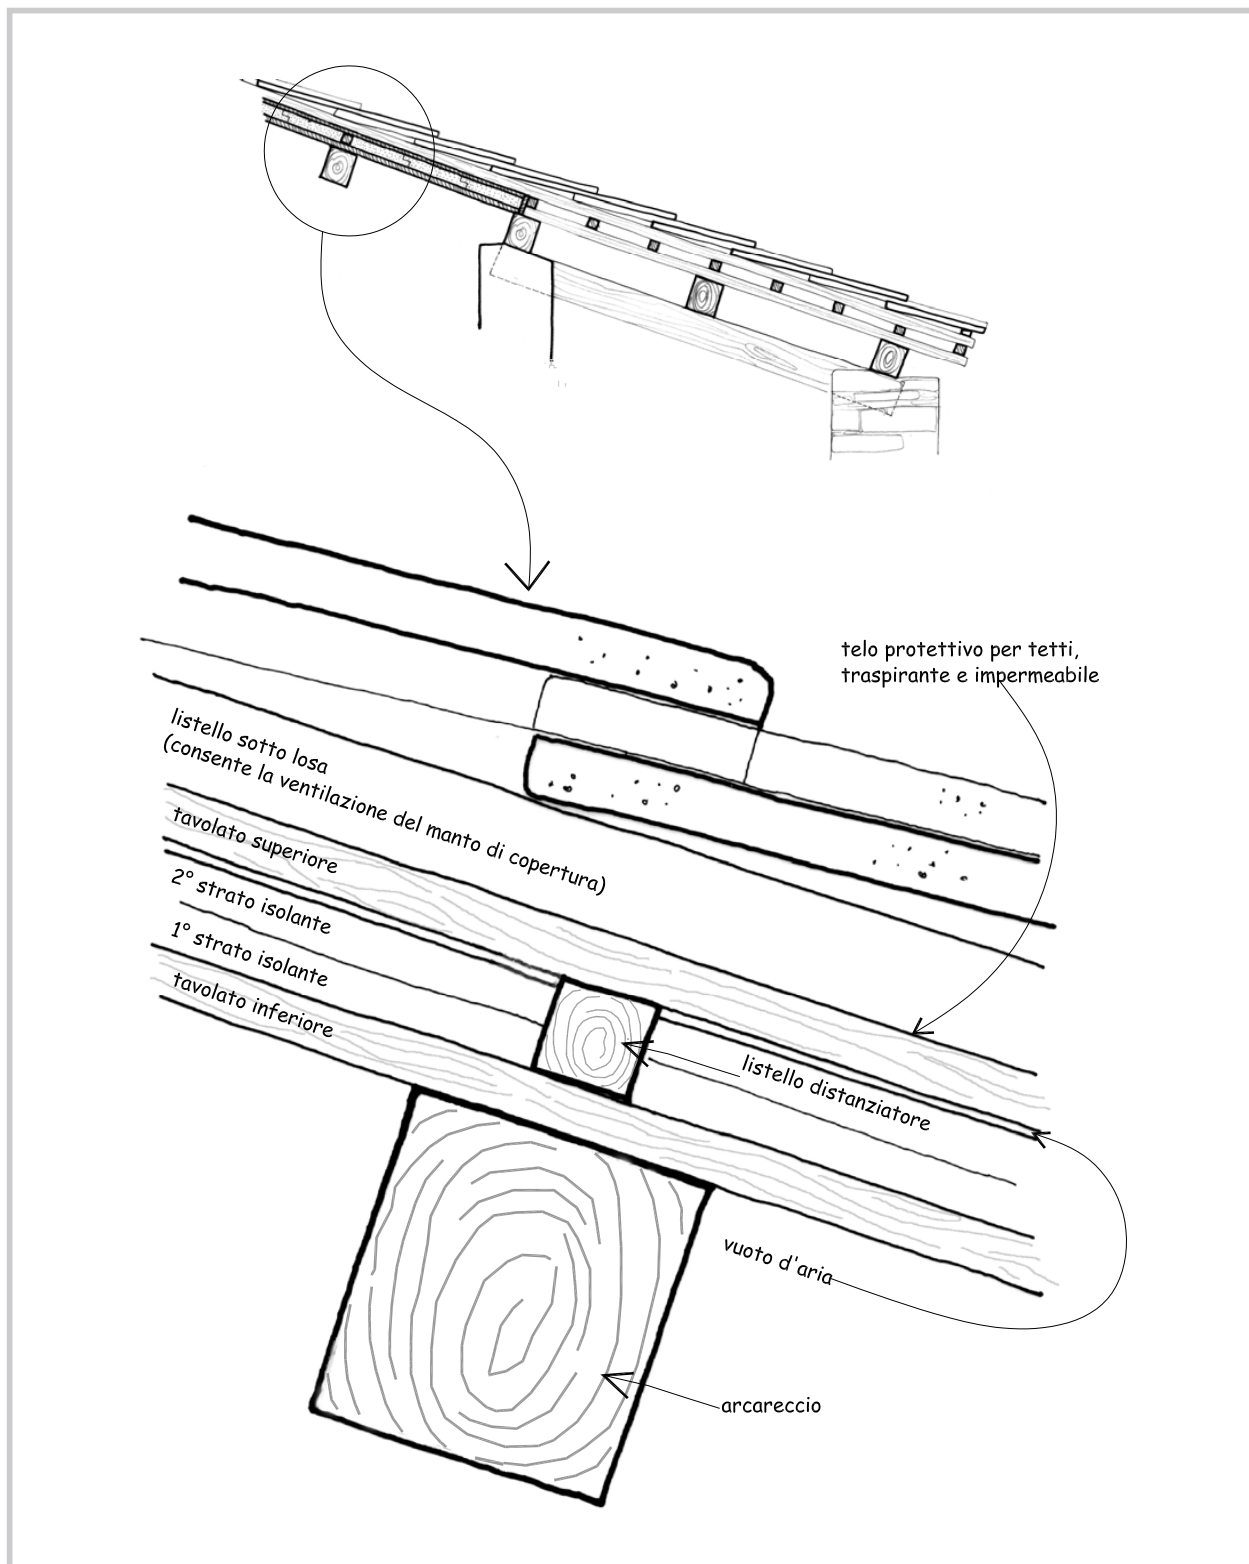 telo protettivo per tetti,
traspirante e impermeabile
listello sotto losa
(consente la ventilazione del manto di copertura)
tavolato superiore
2° strato isolante
1° strato isolante
tavolato inferiore
listello distanziatore
vuoto d'aria
arcareccio